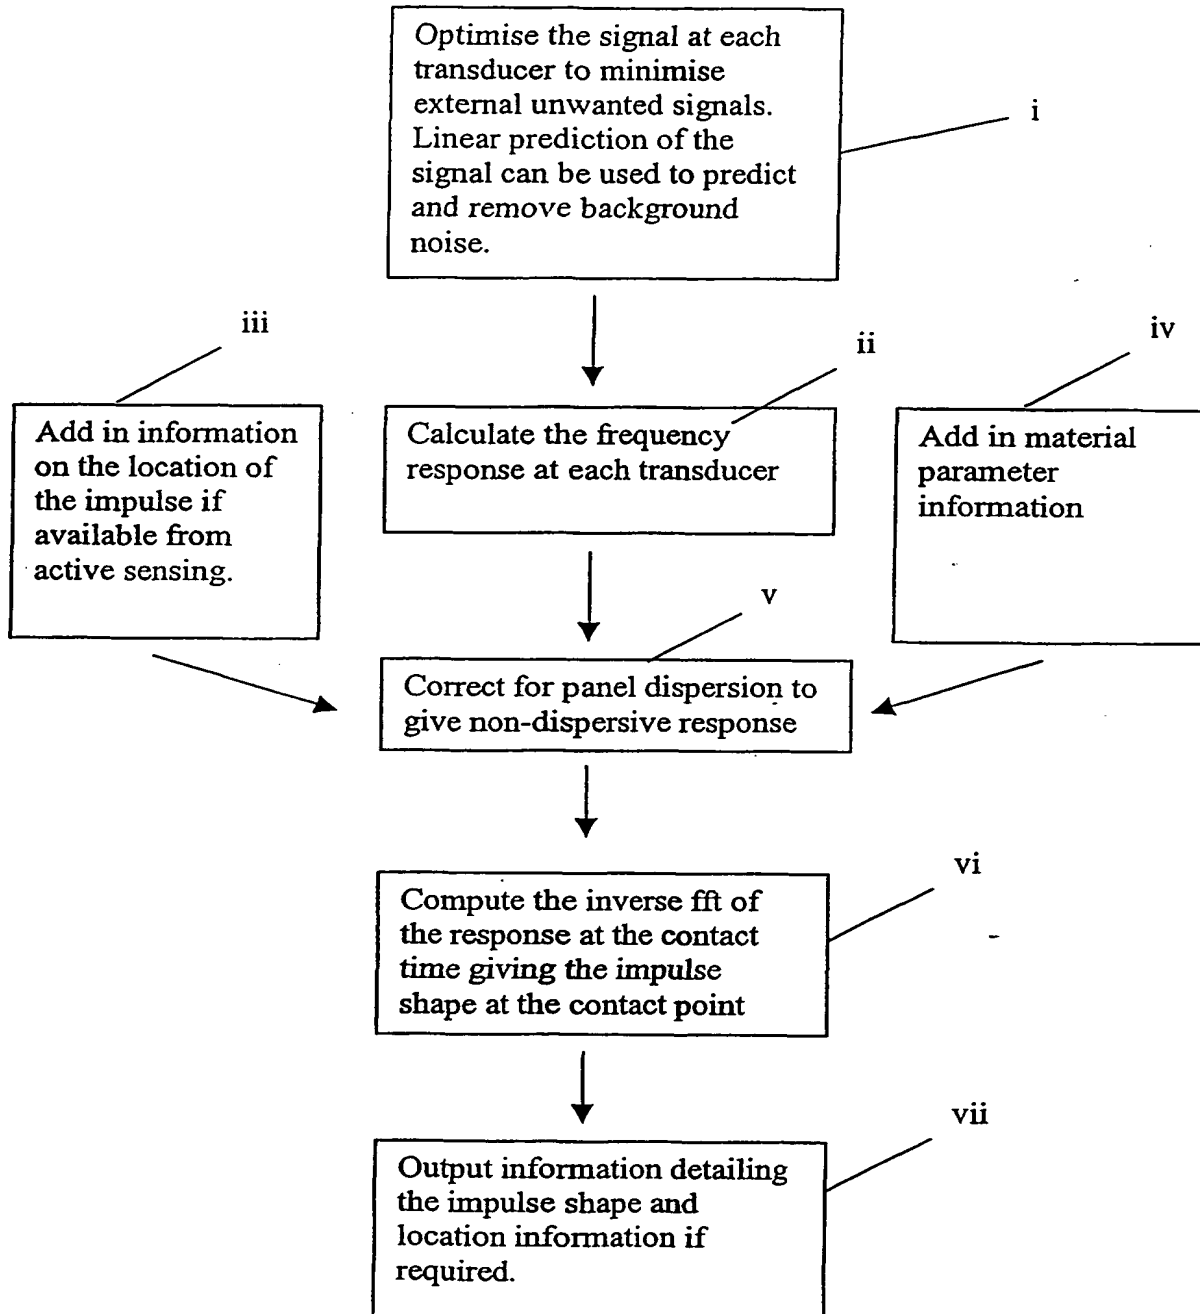 Optimise the signal at each
transducer to minimise
external unwanted signals.
Linear prediction of the
signal can be used to predict
and remove background
noise.
i
iii
ii
iv
Add in information
on the location of
the impulse if
available from
active sensing.
Calculate the frequency
response at each transducer
Add in material
parameter
information
v
Correct for panel dispersion to
give non-dispersive response
vi
Compute the inverse fft of
the response at the contact
time giving the impulse
shape at the contact point
vii
Output information detailing
the impulse shape and
location information if
required.